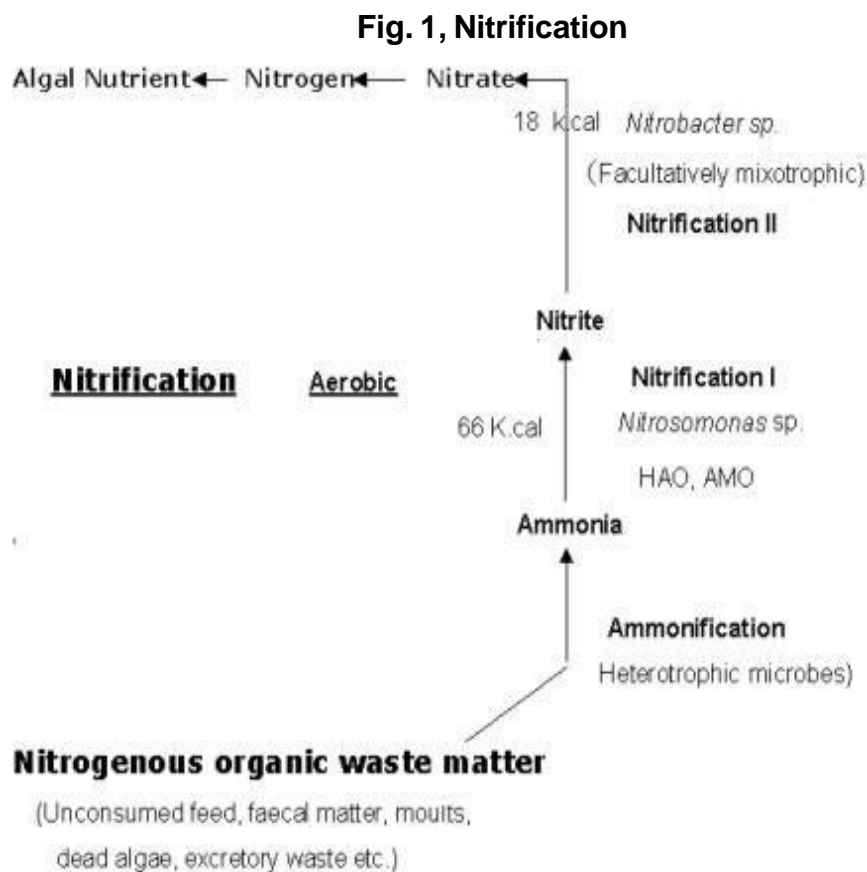 Fig. 1, Nitrification
Algal Nutrient Nitrogen Nitrate
18 k.cal Nitrobacter sp.
(Facultatively mixotrophic)
Nitrification II
Nitrite
Nitrification Aerobic
Nitrification I
66 K.cal
Nitrosomonas sp.
HAO, AMO
Ammonia
Ammonification
Heterotrophic microbes)
Nitrogenous organic waste matter
(Unconsumed feed, faecal matter, moults,
dead algae, excretory waste etc.)